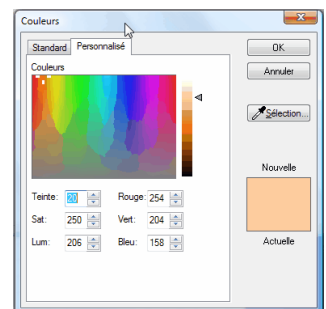 Couleurs
Standard Personnalisé
OK
Couleurs
Annuler
Sélection...
Nouvelle
Teinte: 20 Rouge: 254
Sat: 250 Vert: 204
Lum: 206 Bleu: 158
Actuelle